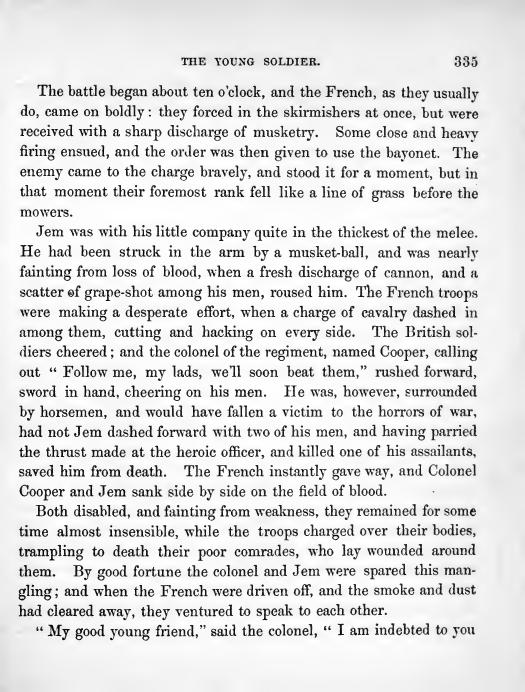 THE YOUNG SOLDIER. 335
The battle began about ten o'clock, and the French, as they usually
do, came on boldly : they forced in the skirmishers at once, but were
received with a sharp discharge of musketry. Some close and heavy
firing ensued, and the order was then given to use the bayonet. The
enemy came to the charge bravely, and stood it for a moment, but in
that moment their foremost rank fell like a line of grass before the
mowers.
Jem was with his little company quite in the thickest of the melee.
He had been struck in the arm by a musket-ball, and was nearly
fainting from loss of blood, when a fresh discharge of cannon, and a
scatter of grape-shot among his men, roused him. The French troops
were making a desperate effort, when a charge of cavalry dashed in
among them, cutting and hacking on every side. The British sol-
diers cheered ; and the colonel of the regiment, named Cooper, calling
out " Follow me, my lads, we'll soon beat them," rushed forward,
sword in hand, cheering on his men. He was, however, surrounded
by horsemen, and would have fallen a victim to the horrors of war,
had not Jem dashed forward with two of his men, and having parried
the thrust made at the heroic officer, and killed one of his assailants,
saved him from death. The French instantly gave way, and Colonel
Cooper and Jem sank side by side on the field of blood.
Both disabled, and fainting from weakness, they remained for some
time almost insensible, while the troops charged over their bodies,
trampling to death their poor comrades, who lay wounded around
them. By good fortune the colonel and Jem were spared this man-
gling ; and when the French were driven off, and the smoke and dust
had cleared away, they ventured to speak to each other.
" My good young friend," said the colonel, " I am indebted to you